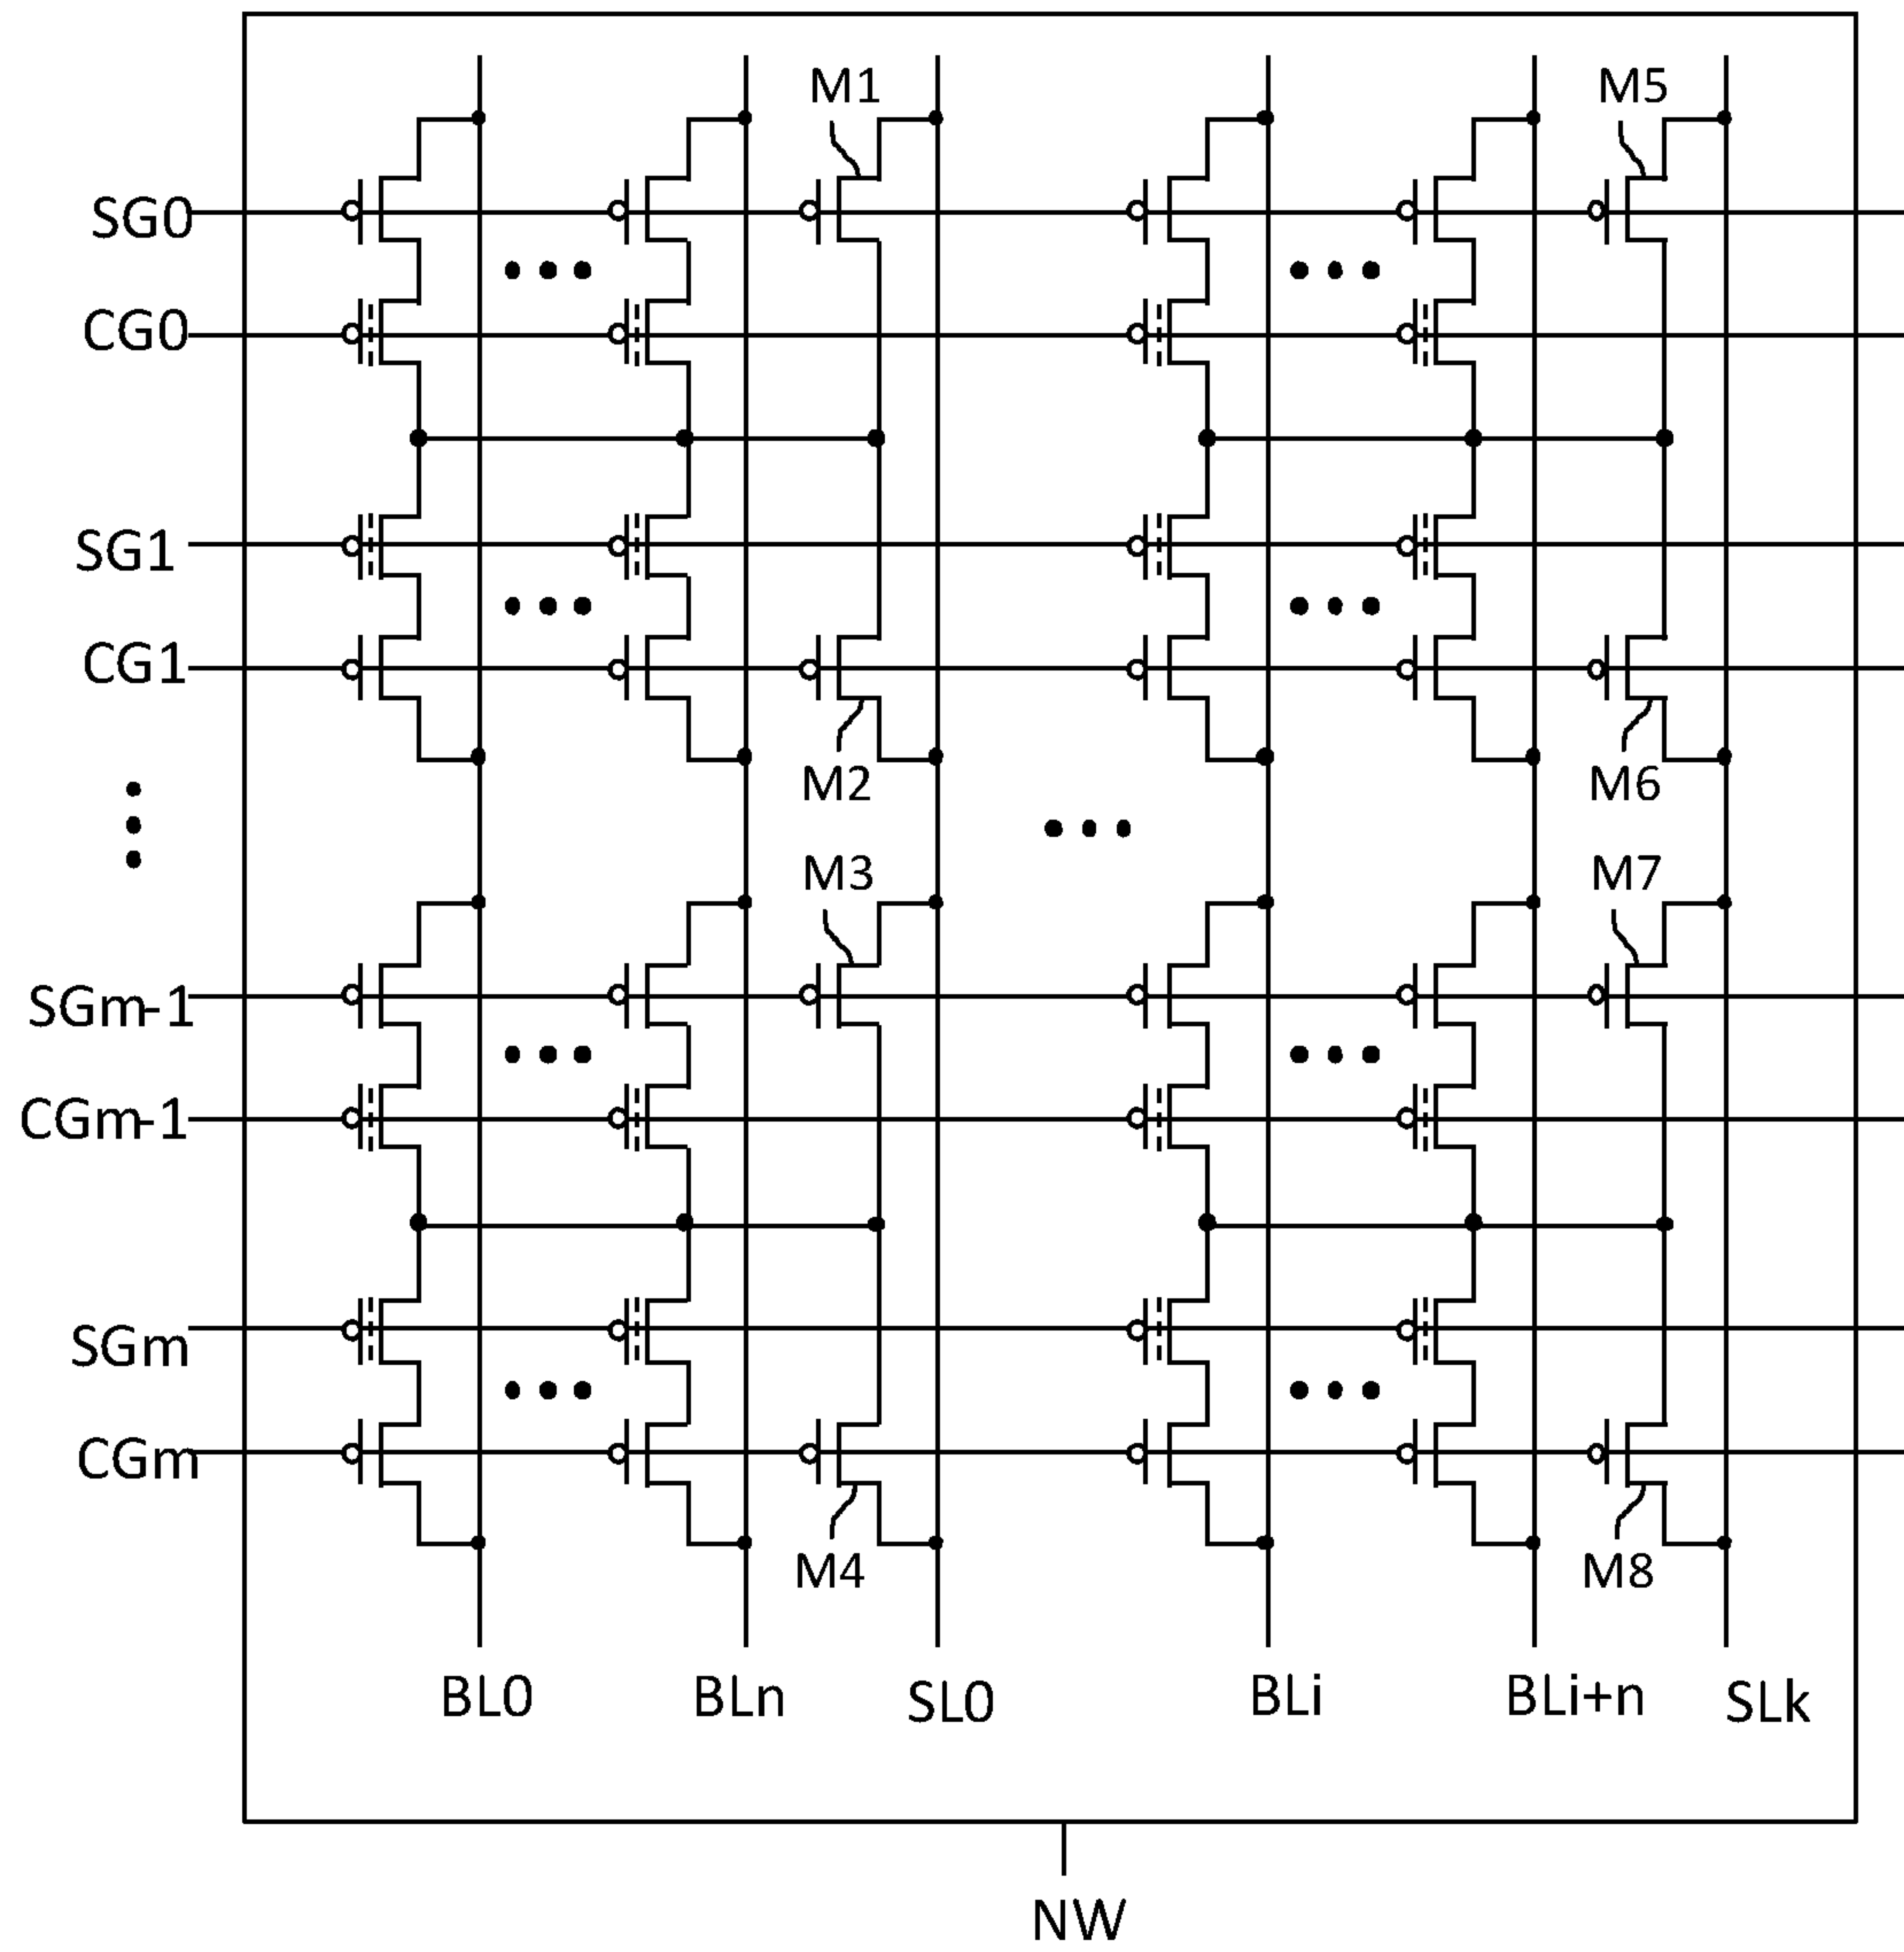 M1
M5
SG0
CG0
SG1
CG1
M2
M6
M3
M7
SGm-1
CGm-1
SGm
CGm
M4
M8
BL0
BLn
SL0
BLi
BLi+n
SLk
NW